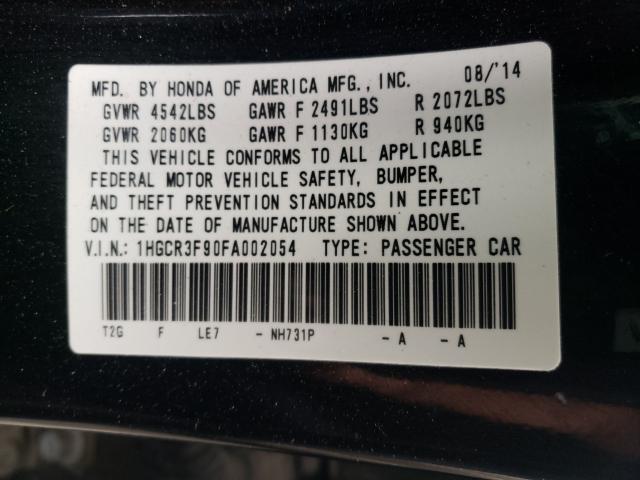 MFD. BY HONDA OF AMERICA MFG., INC. 08/'14
GVWR 4542LBS GAWR F 2491LBS R 2072LBS
GVWR 2060KG GAWR F 1130KG R 940KG
THIS VEHICLE CONFORMS TO ALL APPLICABLE
FEDERAL MOTOR VEHICLE SAFETY, BUMPER,
AND THEFT PREVENTION STANDARDS IN EFFECT
ON THE DATE OF MANUFACTURE SHOWN ABOVE.
V.I.N.: 1HGCR3F90FA002054 TYPE: PASSENGER CAR
T2G F LE7 - NH731P - A - A